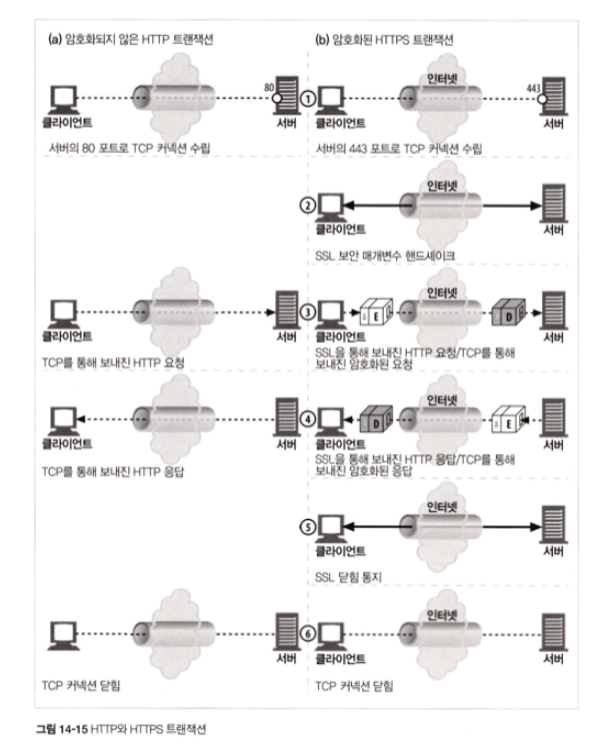 (a) 암호화되지 않은 HTTP 트랜잭션
(b) 암호화된 HTTPS 트랜잭션
80
① 
인터넷
443
클라이언트
서버
클라이언트
서버
서버의 80 포트로 TCP 커넥션 수립
서버의 443 포트로 TCP 커넥션 수립
②
인터넷
클라이언트
서버
SSL 보안 매개변수 핸드셰이크
③
E
인터넷
D
클라이언트
서버
클라이언트
서버
TCP를 통해 보내진 HTTP 요청
SSL을 통해 보내진 HTTP 요청/TCP를 통해
보내진 암호화된 요청
④
D
인터넷
E
클라이언트
서버
클라이언트
서버
TCP를 통해 보내진 HTTP 응답
SSL을 통해 보내진 HTTP 응답/TCP를 통해
보내진 암호화된 응답
⑤
인터넷
클라이언트
서버
SSL 닫힘 통지
⑥
인터넷
서버
클라이언트
서버
TCP 커넥션 닫힘
TCP 커넥션 닫힘
그림 14-15 HTTP와 HTTPS 트랜잭션